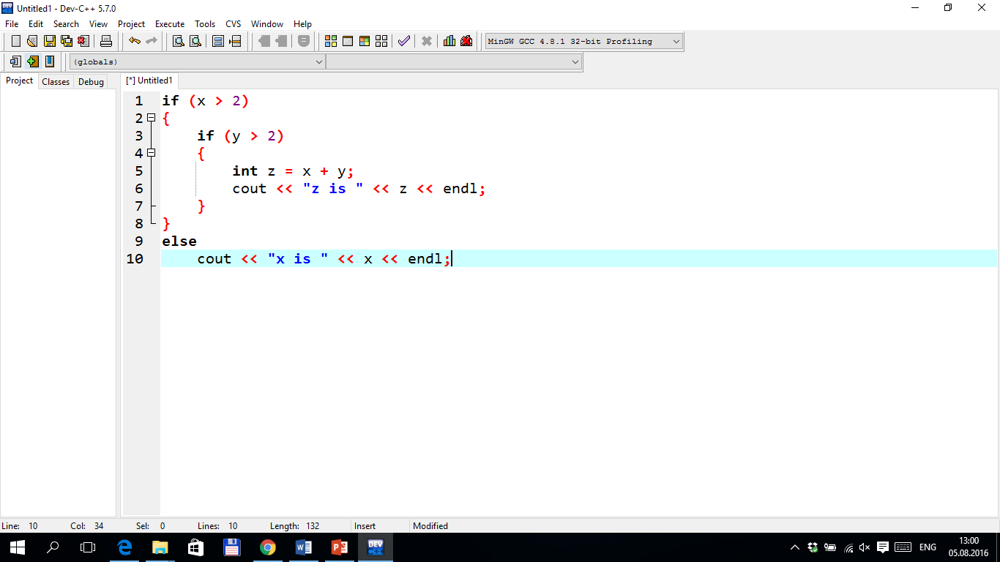 Untitled1 - Dev-C++ 5.7.0
File Edit Search View Project Execute Tools CVS Window Help
MinGW GCC 4.8.1 32-bit Profiling
(globals)
Project Classes Debug [*] Untitled1
1 if (x > 2)
2 {
3     if (y > 2)
4     {
5         int z = x + y;
6         cout << "z is " << z << endl;
7     }
8 }
9 else
10     cout << "x is " << x << endl;
Line: 10 Col: 34 Sel: 0 Lines: 10 Length: 132 Insert Modified
DEV ENG 13:00
05.08.2016